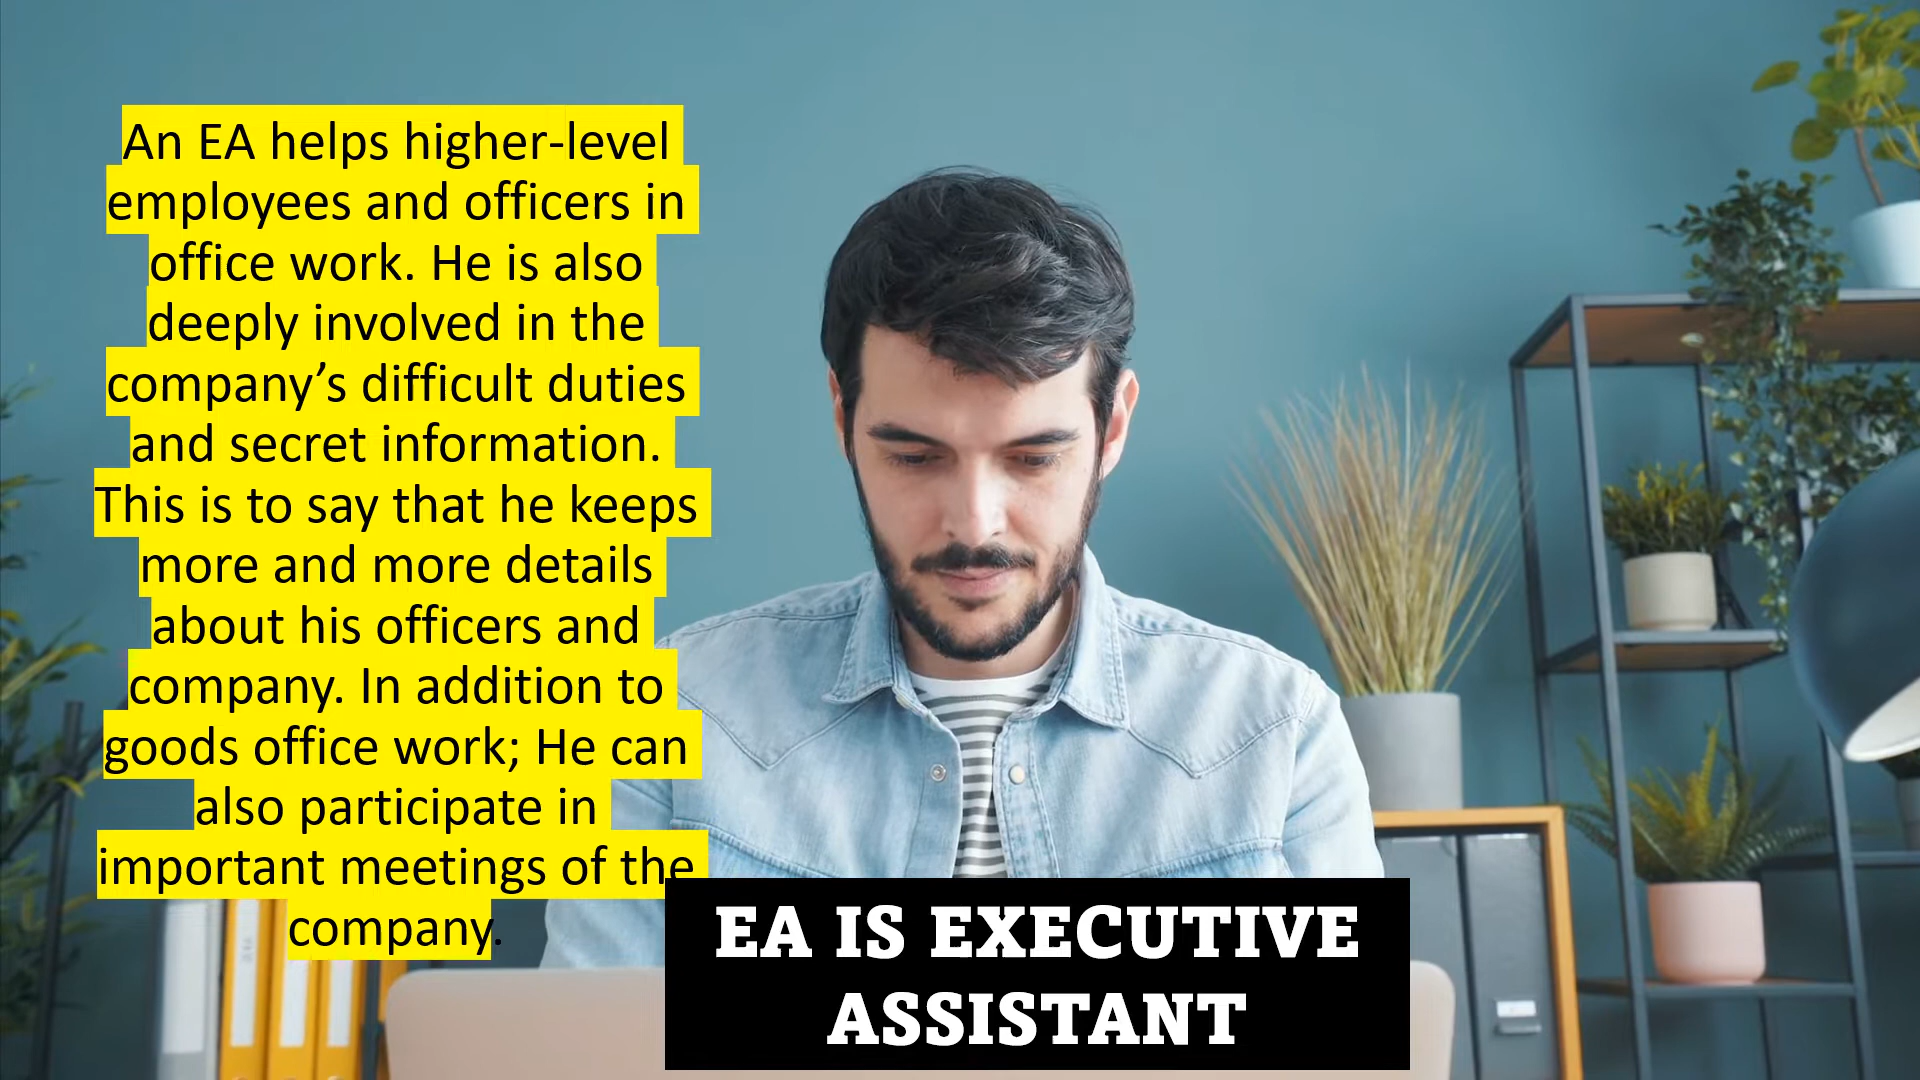 An EA helps higher-level
employees and officers in
office work. He is also
deeply involved in the
company’s difficult duties
and secret information.
This is to say that he keeps
more and more details
about his officers and
company. In addition to
goods office work; He can
also participate in
important meetings of the
company.
EA IS EXECUTIVE
ASSISTANT